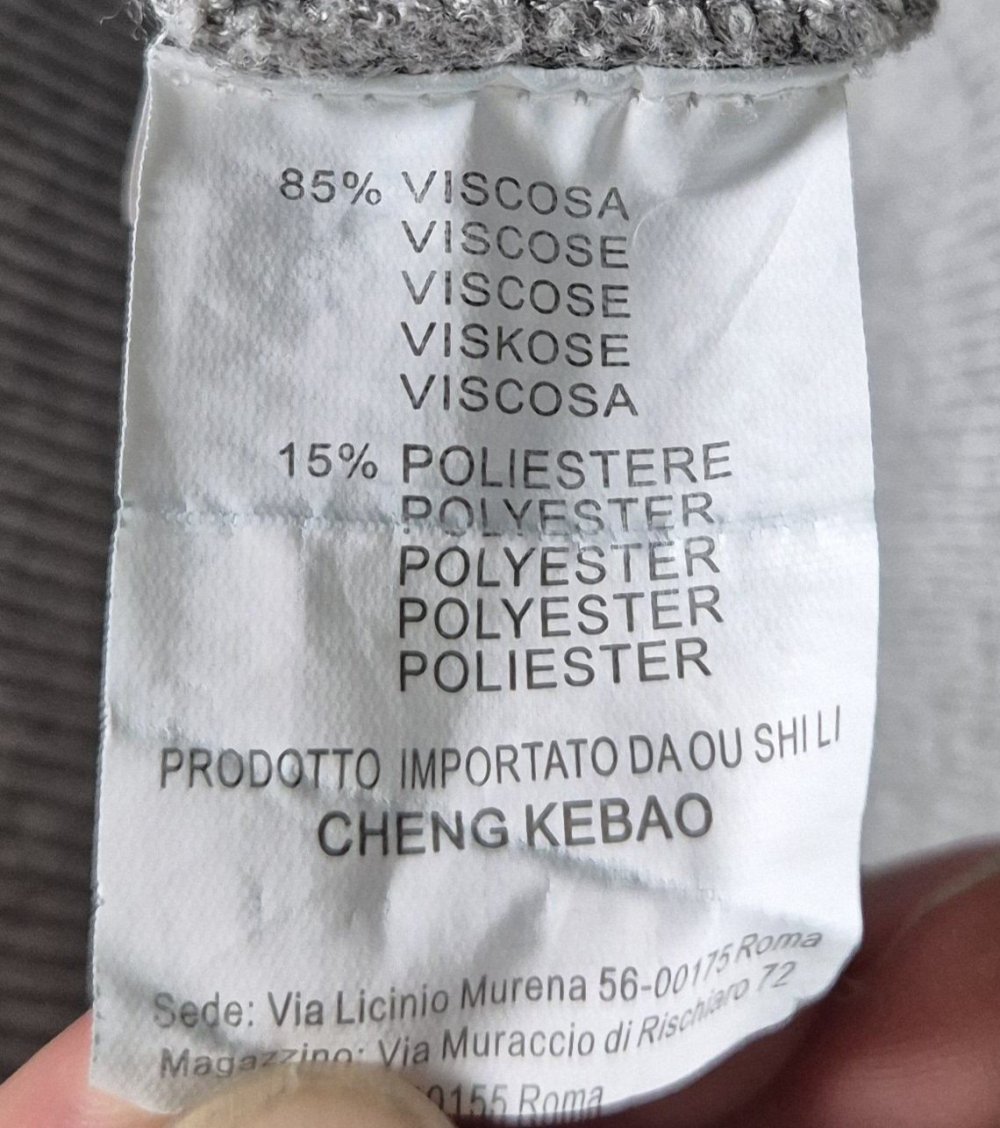 85% VISCOSA
VISCOSE
VISCOSE
VISKOSE
VISCOSA
15% POLIESTERE
POLYESTER
POLYESTER
POLYESTER
POLIESTER
PRODOTTO IMPORTATO DA OU SHI LI
CHENG KEBAO
Sede: Via Licinio Murena 56-00175 Roma
Magazzino: Via Muraccio di Rischiaro 72
0155 Roma